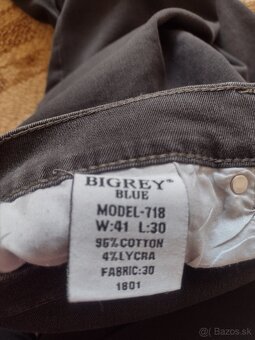 BIGREY®
BLUE
MODEL-718
W:41 L:30
96%COTTON
4%LYCRA
FABRIC:30
1801
Bazos.sk